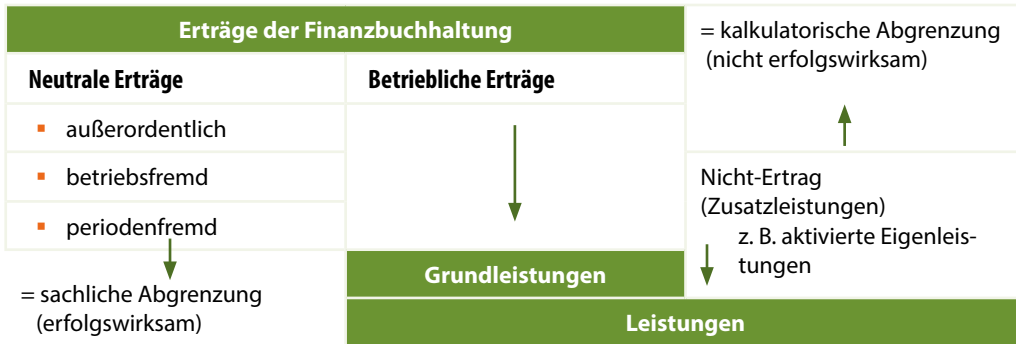 Erträge der Finanzbuchhaltung
Neutrale Erträge
Betriebliche Erträge
▪ außerordentlich
▪ betriebsfremd
▪ periodenfremd
= sachliche Abgrenzung
(erfolgswirksam)
Grundleistungen
= kalkulatorische Abgrenzung
(nicht erfolgswirksam)
Nicht-Ertrag
(Zusatzleistungen)
z. B. aktivierte Eigenleis-
tungen
Leistungen